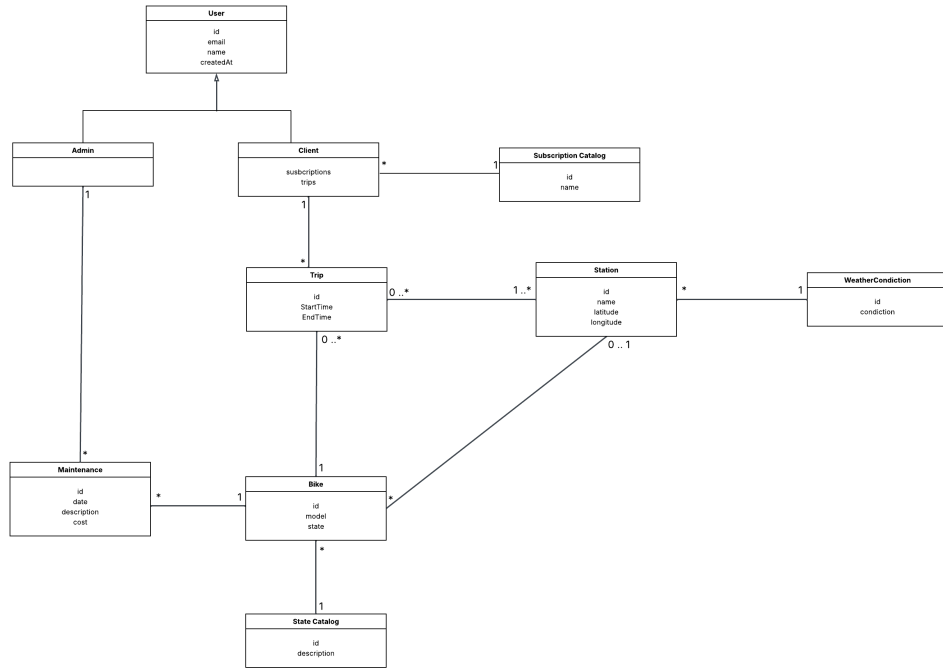 User
id
email
name
createdAt
Admin
Client
susbcriptions
trips
*
1
Subscription Catalog
id
name
1
1
*
Trip
id
StartTime
EndTime
0 ..*
1 ..*
Station
id
name
latitude
longitude
*
1
WeatherCondiction
id
condiction
0 ..*
0 .. 1
*
Maintenance
id
date
description
cost
*
1
1
Bike
id
model
state
*
*
1
State Catalog
id
description